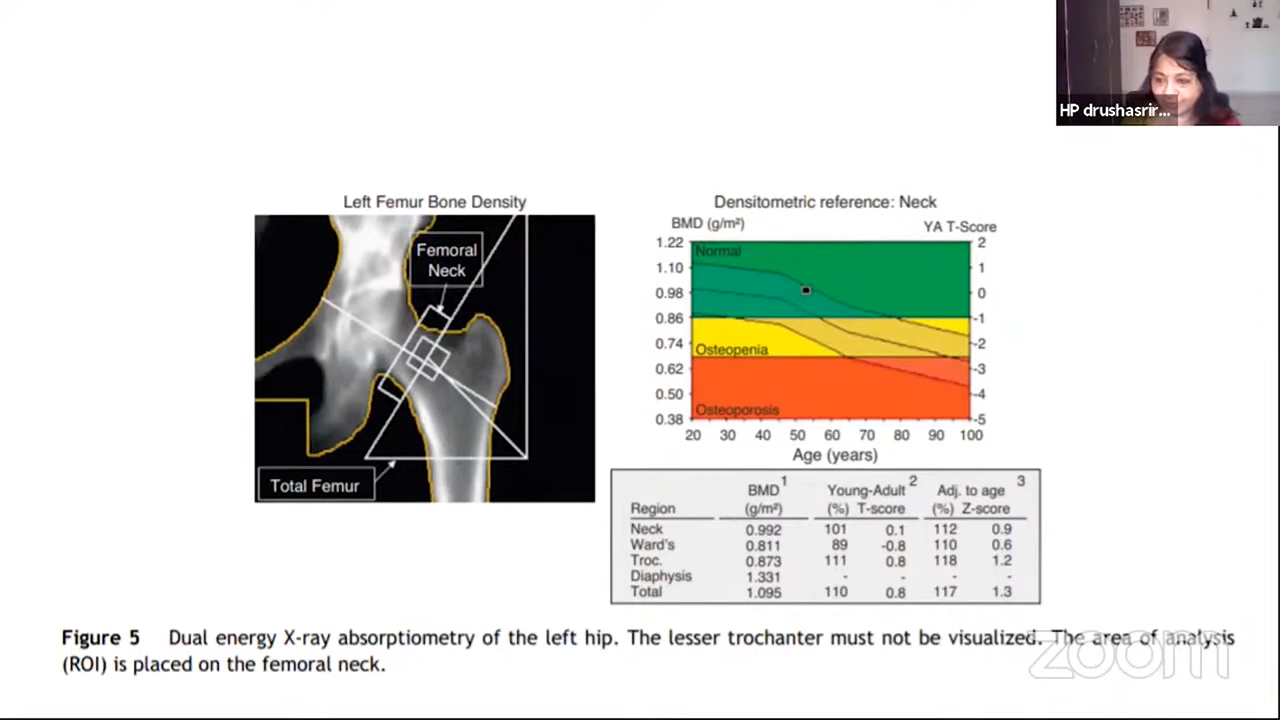 HP drushasrir...
Left Femur Bone Density
Femoral
Neck
Total Femur
Densitometric reference: Neck
BMD (g/m²)
YA T-Score
1.22
1.10
0.98
0.86
0.74
0.62
0.50
0.38
Normal
Osteopenia
Osteoporosis
2
1
0
-1
-2
-3
-4
-5
20 30 40 50 60 70 80 90 100
Age (years)
BMD 1 Young-Adult 2 Adj. to age 3
Region (g/m²) (%) T-score (%) Z-score
Neck 0.992 101 0.1 112 0.9
Ward's 0.811 89 -0.8 110 0.6
Troc. 0.873 111 0.8 118 1.2
Diaphysis 1.331 - - - -
Total 1.095 110 0.8 117 1.3
Figure 5 Dual energy X-ray absorptiometry of the left hip. The lesser trochanter must not be visualized. The area of analysis
(ROI) is placed on the femoral neck.
zoom